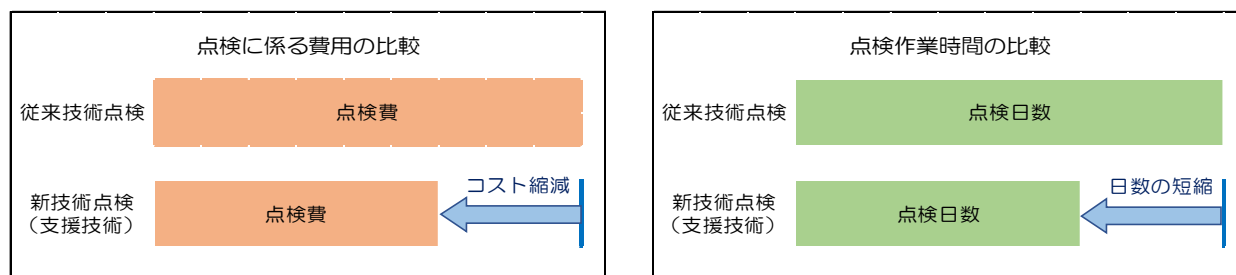 点検に係る費用の比較
従来技術点検
点検費
コスト縮減
新技術点検
（支援技術）
点検費
点検作業時間の比較
従来技術点検
点検日数
日数の短縮
新技術点検
（支援技術）
点検日数